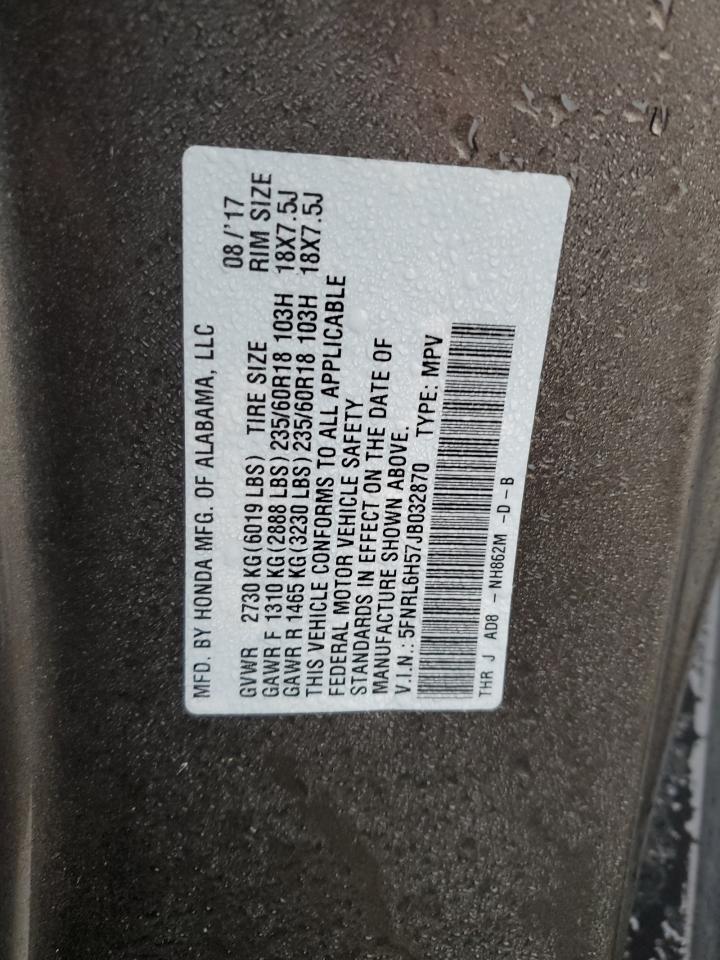 MFD. BY HONDA MFG. OF ALABAMA, LLC
08/'17
GVWR 2730 KG(6019 LBS) TIRE SIZE RIM SIZE
GAWR F 1310 KG(2888 LBS) 235/60R18 103H 18X7.5J
GAWR R 1465 KG(3230 LBS) 235/60R18 103H 18X7.5J
THIS VEHICLE CONFORMS TO ALL APPLICABLE
FEDERAL MOTOR VEHICLE SAFETY
STANDARDS IN EFFECT ON THE DATE OF
MANUFACTURE SHOWN ABOVE.
V.I.N.: 5FNRL6H57JB032870 TYPE: MPV
THR J AD8 - NH862M -D-B